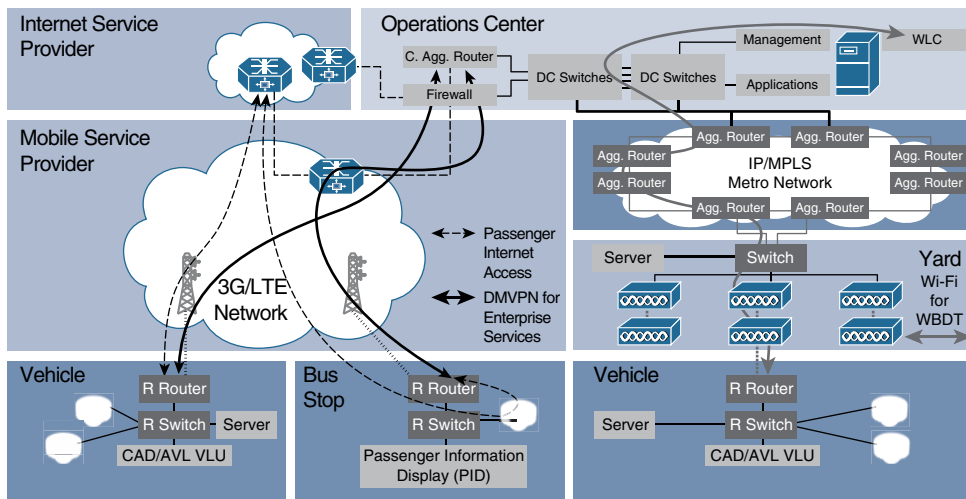 Internet Service
Provider
Operations Center
C. Agg. Router
Firewall
DC Switches
DC Switches
Management
Applications
WLC
Mobile Service
Provider
3G/LTE
Network
Passenger
Internet
Access
DMVPN for
Enterprise
Services
Agg. Router
Agg. Router
Agg. Router
Agg. Router
Agg. Router
Agg. Router
Agg. Router
Agg. Router
IP/MPLS
Metro Network
Server
Switch
Yard
Wi-Fi
for
WBDT
Vehicle
R Router
R Switch
Server
CAD/AVL VLU
Bus
Stop
R Router
R Switch
Passenger Information
Display (PID)
Vehicle
R Router
Server
R Switch
CAD/AVL VLU